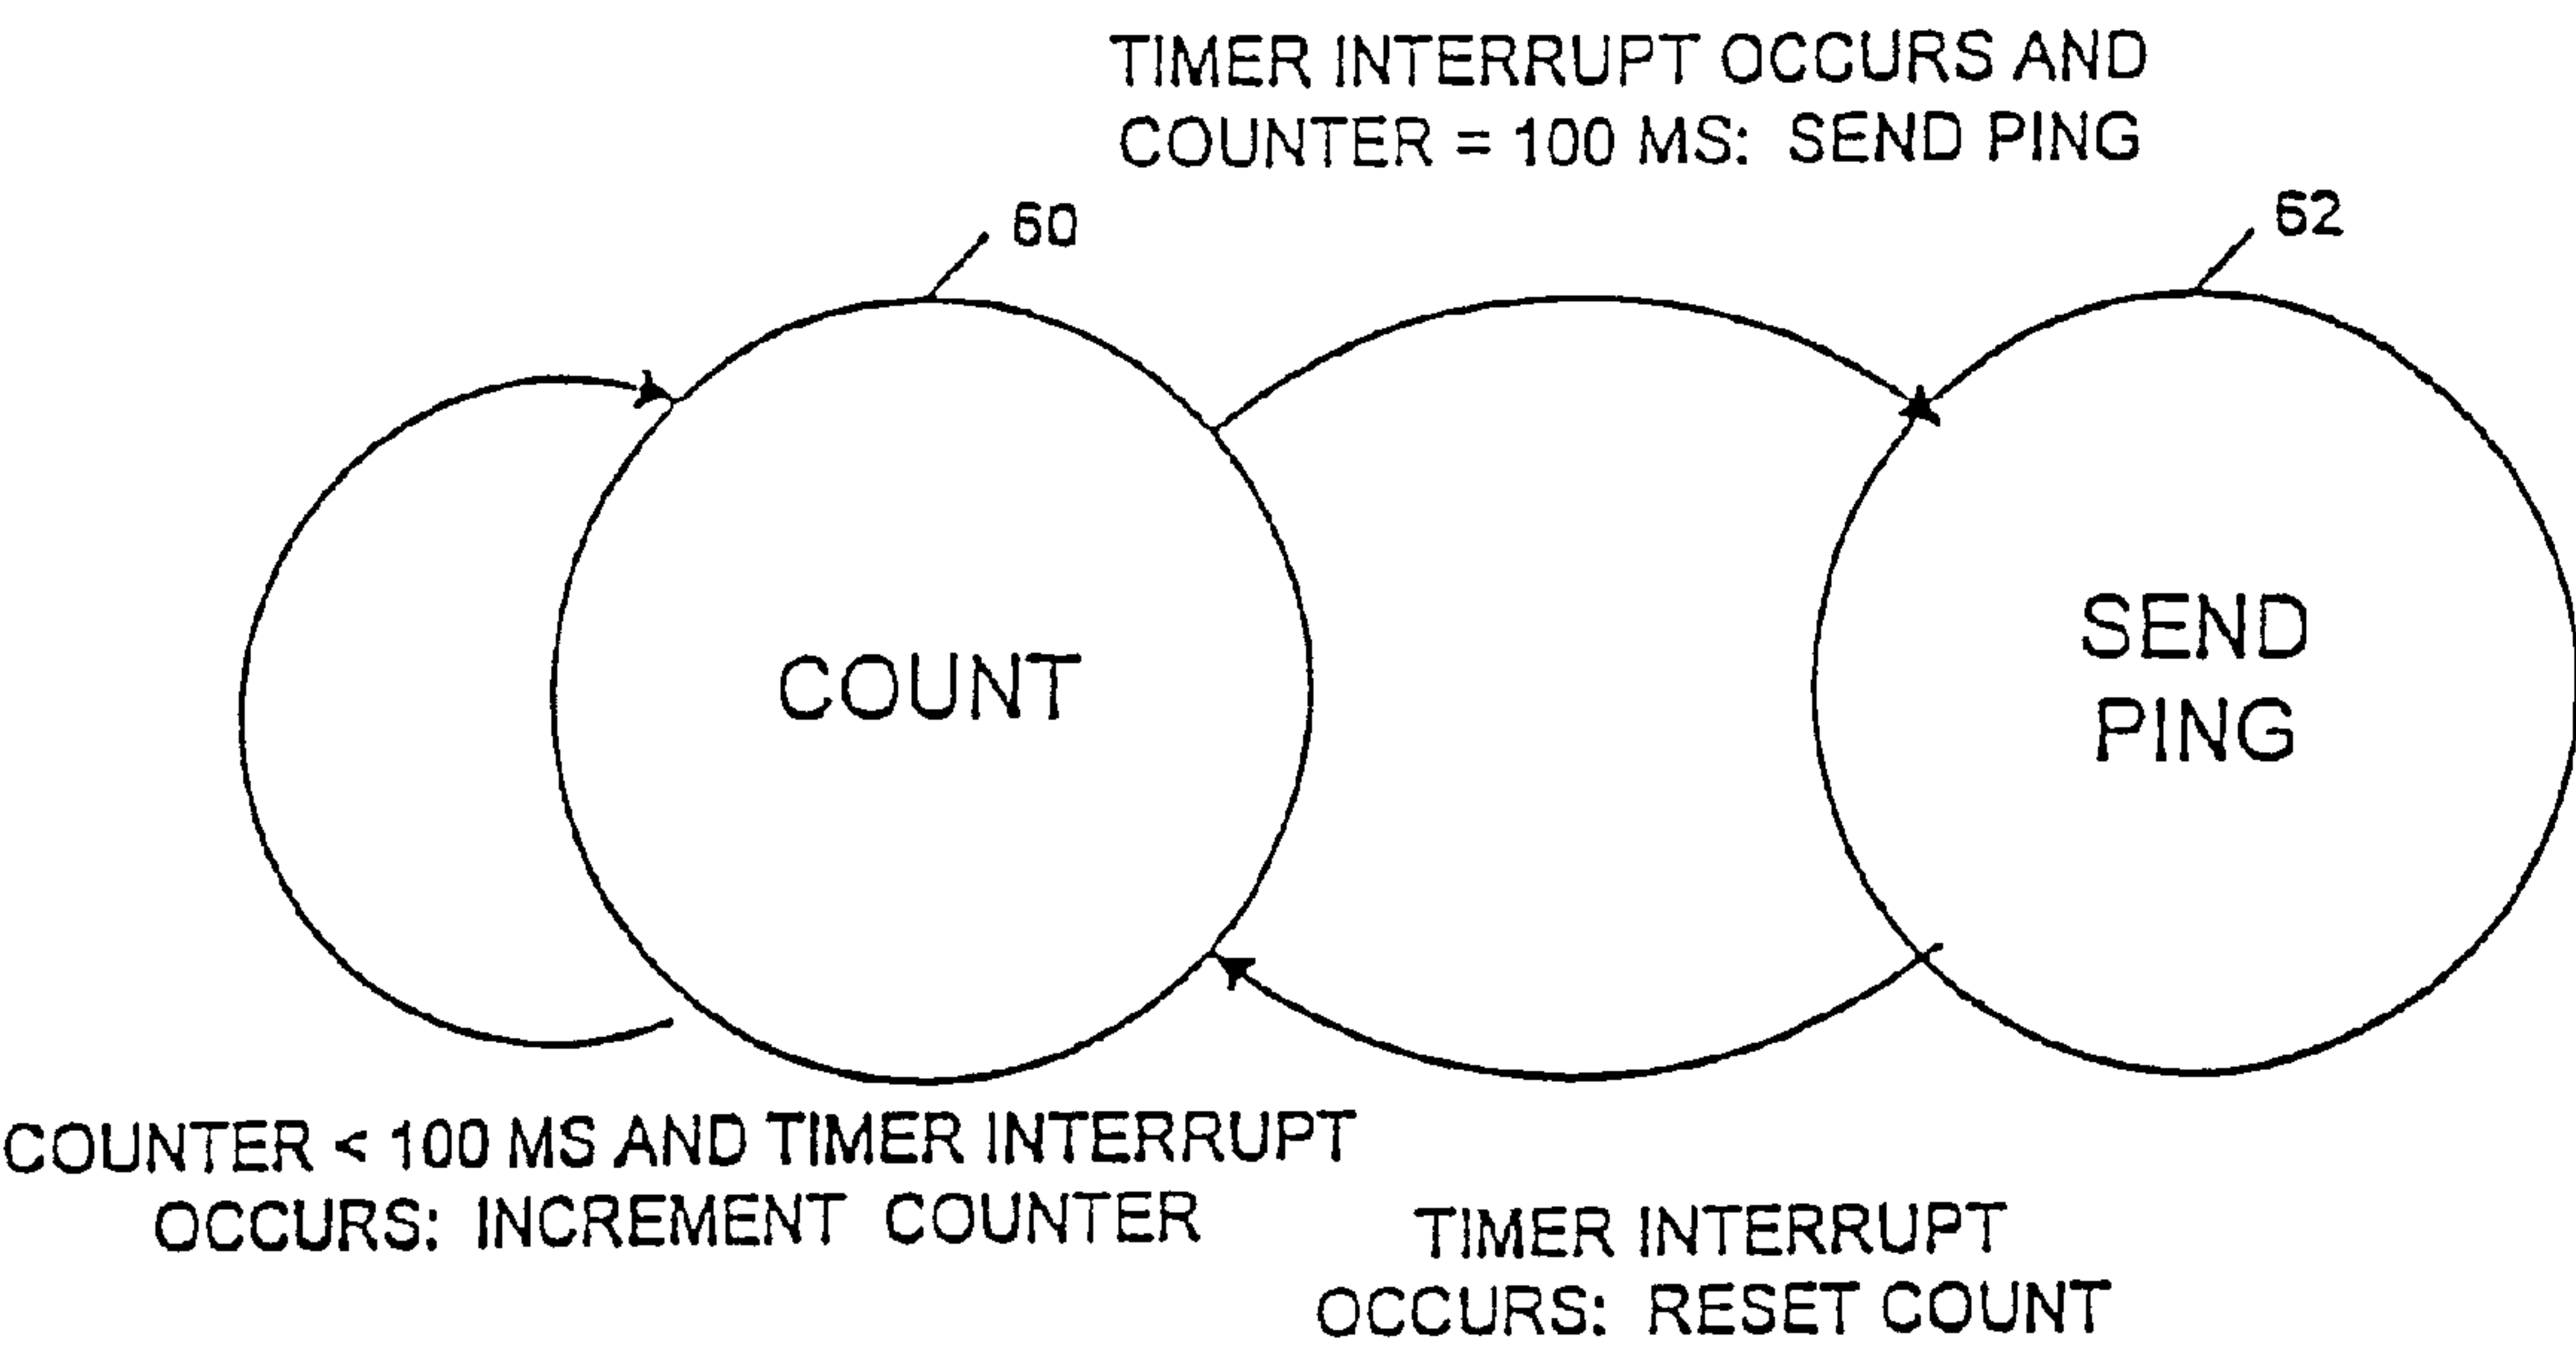 TIMER INTERRUPT OCCURS AND
COUNTER = 100 MS: SEND PING
60
62
COUNT
SEND
PING
COUNTER < 100 MS AND TIMER INTERRUPT
OCCURS: INCREMENT COUNTER
TIMER INTERRUPT
OCCURS: RESET COUNT